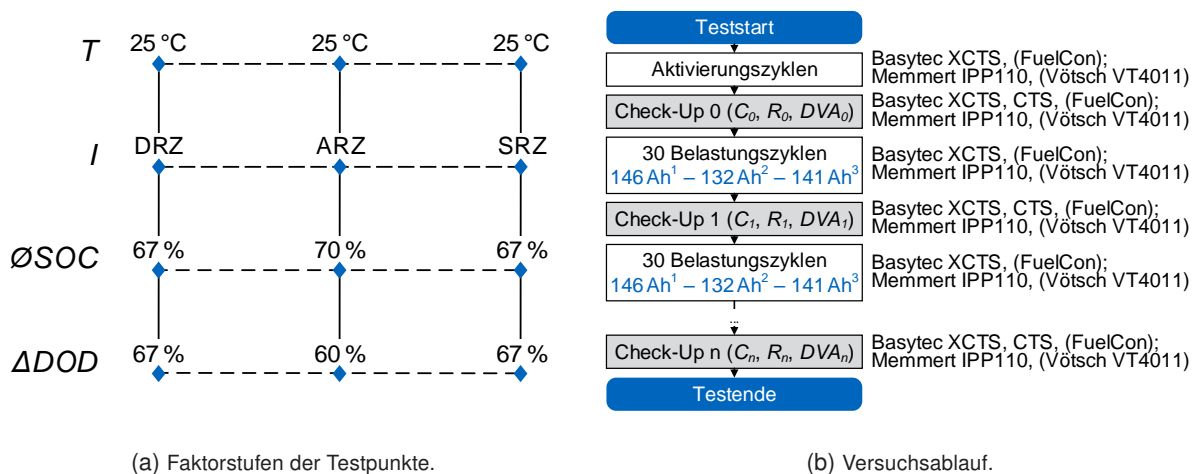 T
25 °C 25 °C 25 °C
I
DRZ ARZ SRZ
ØSOC
67 % 70 % 67 %
ΔDOD
67 % 60 % 67 %
(a) Faktorstufen der Testpunkte.
Teststart
Aktivierungszyklen
Basytec XCTS, (FuelCon);
Memmert IPP110, (Vötsch VT4011)
Check-Up 0 (C₀, R₀, DVA₀)
Basytec XCTS, CTS, (FuelCon);
Memmert IPP110, (Vötsch VT4011)
30 Belastungszyklen
146 Ah¹ – 132 Ah² – 141 Ah³
Basytec XCTS, (FuelCon);
Memmert IPP110, (Vötsch VT4011)
Check-Up 1 (C₁, R₁, DVA₁)
Basytec XCTS, CTS, (FuelCon);
Memmert IPP110, (Vötsch VT4011)
30 Belastungszyklen
146 Ah¹ – 132 Ah² – 141 Ah³
Basytec XCTS, (FuelCon);
Memmert IPP110, (Vötsch VT4011)
...
Check-Up n (Cₙ, Rₙ, DVAₙ)
Basytec XCTS, CTS, (FuelCon);
Memmert IPP110, (Vötsch VT4011)
Testende
(b) Versuchsablauf.